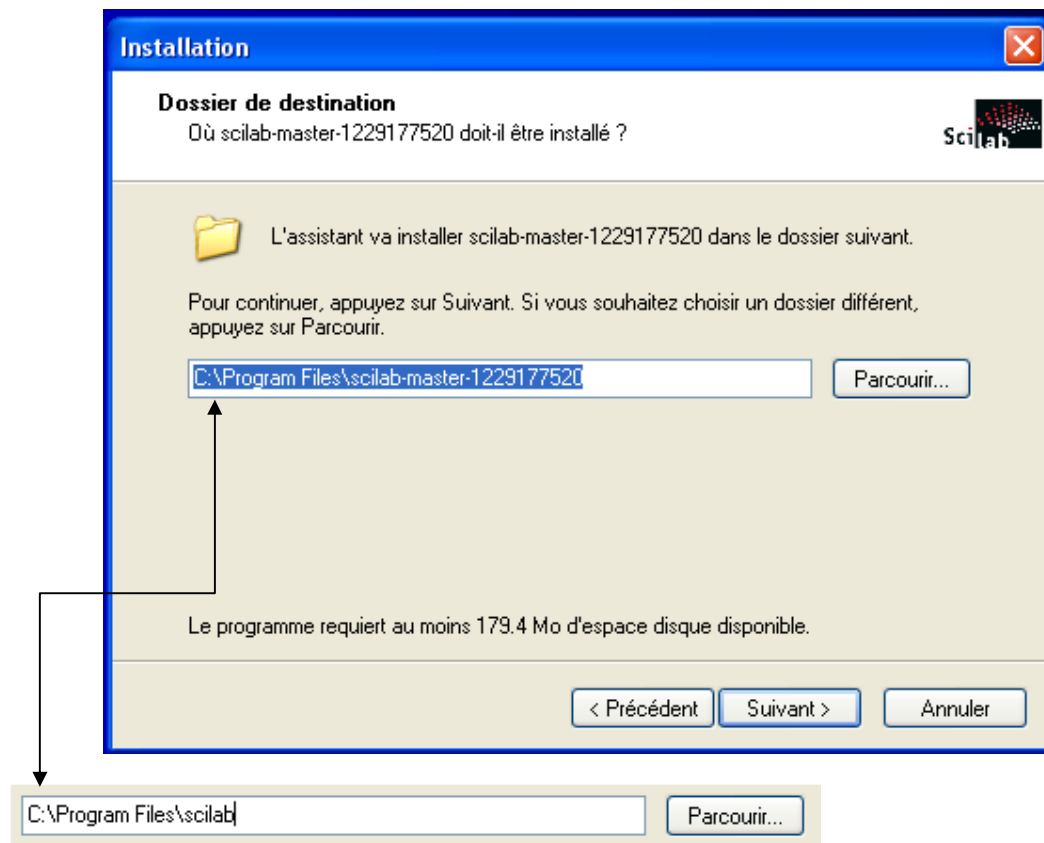 Installation
Dossier de destination
Où scilab-master-1229177520 doit-il être installé ?
Scilab
L'assistant va installer scilab-master-1229177520 dans le dossier suivant.
Pour continuer, appuyez sur Suivant. Si vous souhaitez choisir un dossier différent,
appuyez sur Parcourir.
C:\Program Files\scilab-master-1229177520
Parcourir...
Le programme requiert au moins 179.4 Mo d'espace disque disponible.
< Précédent Suivant > Annuler
C:\Program Files\scilab
Parcourir...